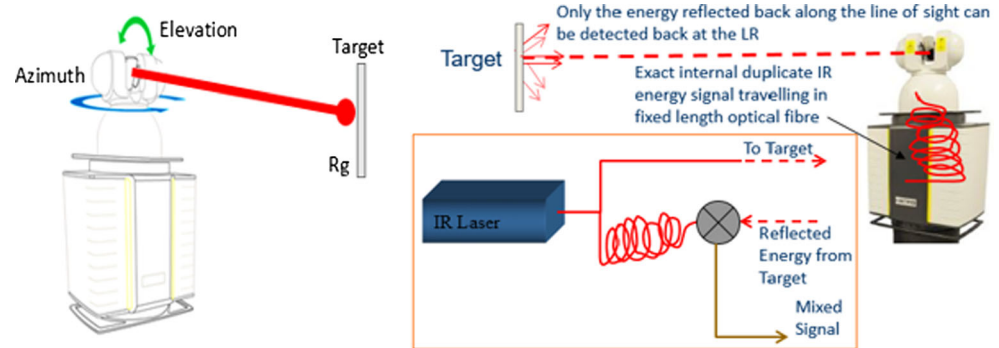 Elevation
Azimuth
Target
Rg
Only the energy reflected back along the line of sight can
be detected back at the LR
Target
Exact internal duplicate IR
energy signal travelling in
fixed length optical fibre
To Target
IR Laser
Reflected
Energy from
Target
Mixed
Signal